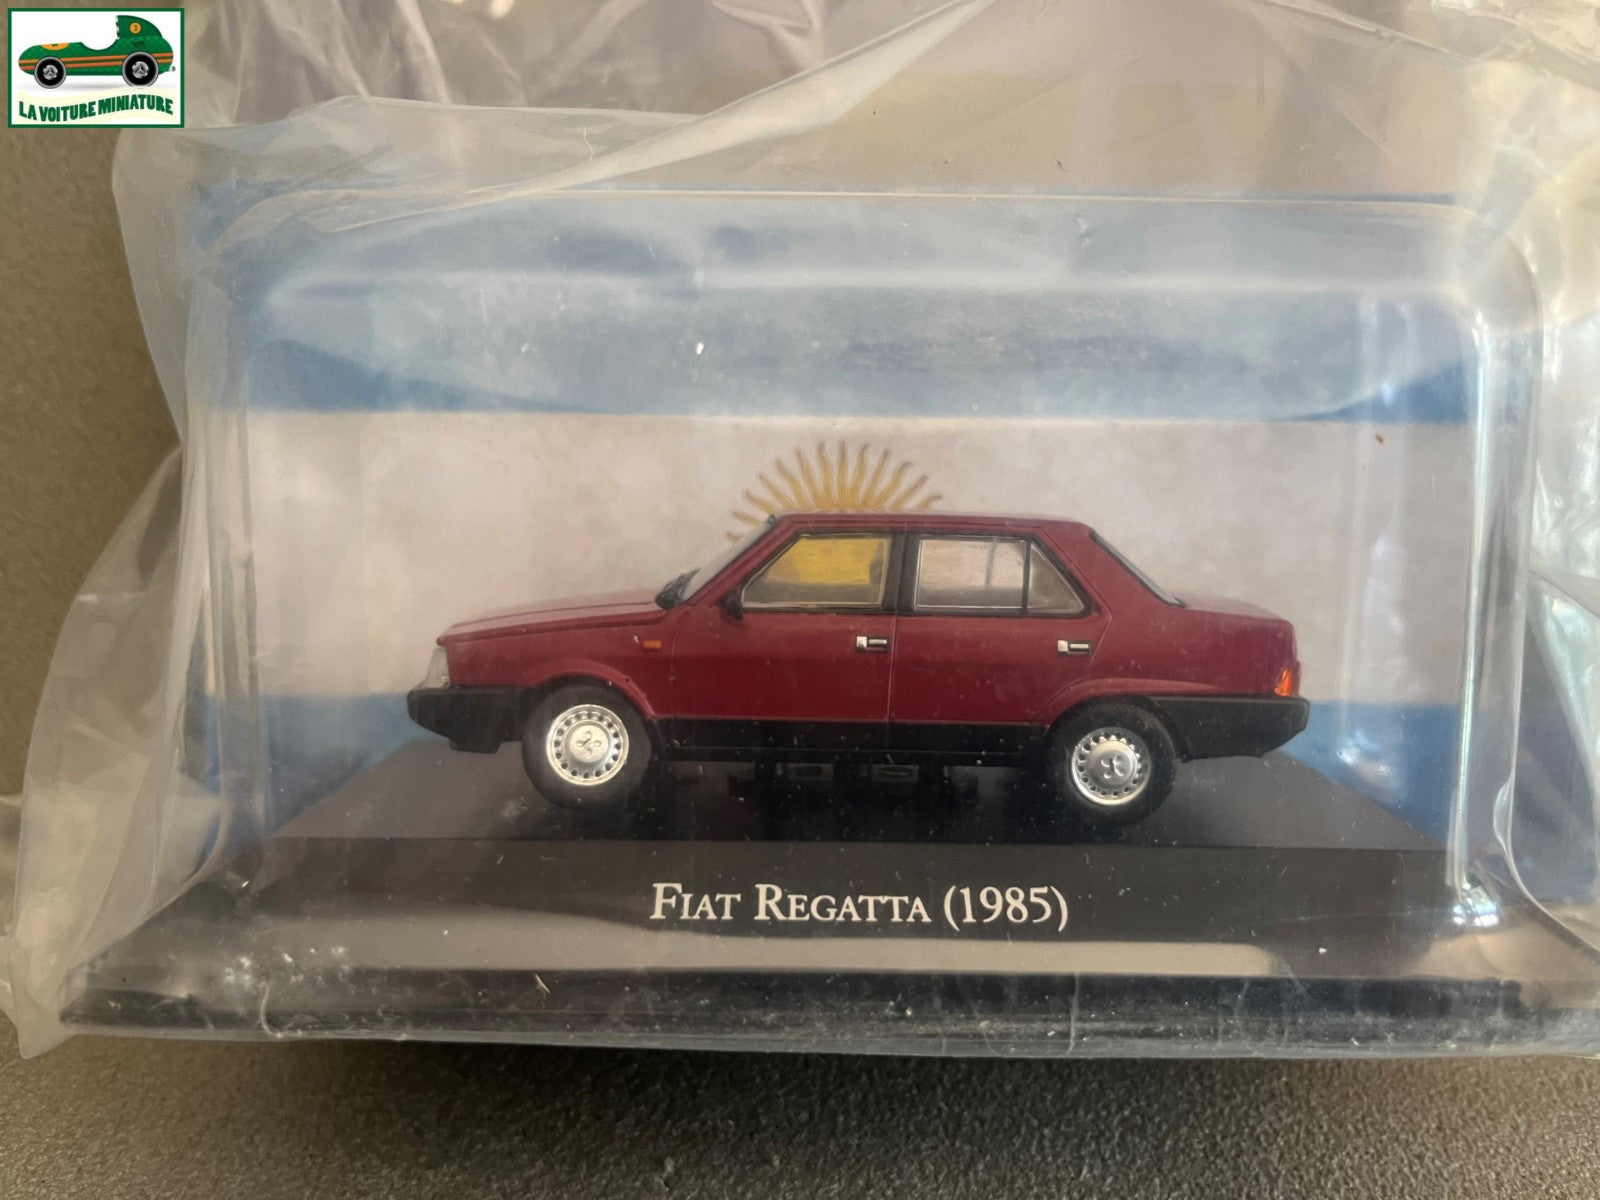 LA VOITURE MINIATURE
FIAT REGATTA (1985)